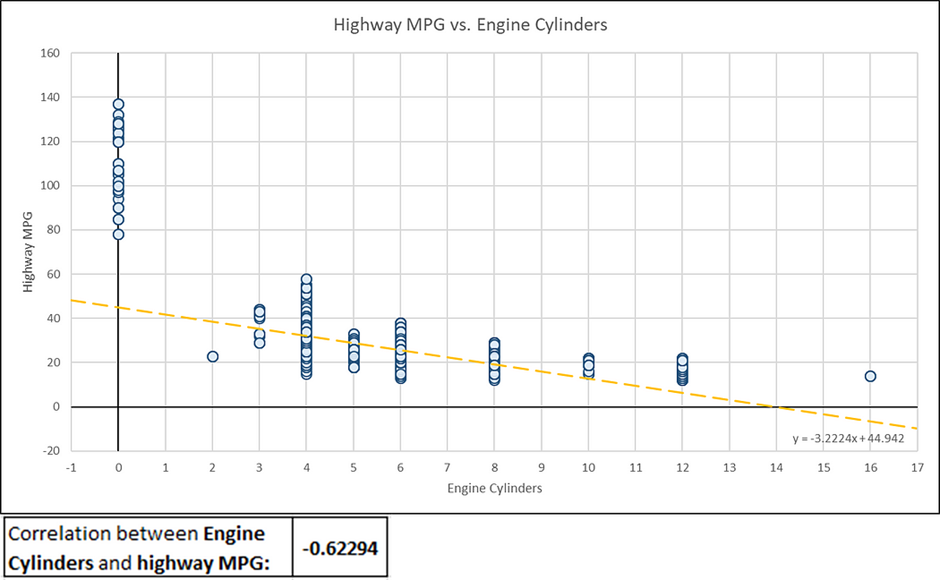 Highway MPG vs. Engine Cylinders
160
140
120
100
80
60
40
20
0
-20
Highway MPG
y = -3.2224x + 44.942
-1 0 1 2 3 4 5 6 7 8 9 10 11 12 13 14 15 16 17
Engine Cylinders
Correlation between Engine
Cylinders and highway MPG:
-0.62294